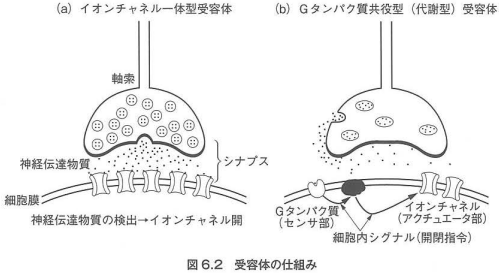 (a) イオンチャネル一体型受容体
(b) Gタンパク質共役型（代謝型）受容体
軸索
神経伝達物質
シナプス
細胞膜
神経伝達物質の検出→イオンチャネル開
Gタンパク質
(センサ部)
イオンチャネル
(アクチュエータ部)
細胞内シグナル(開閉指令)
図6.2 受容体の仕組み